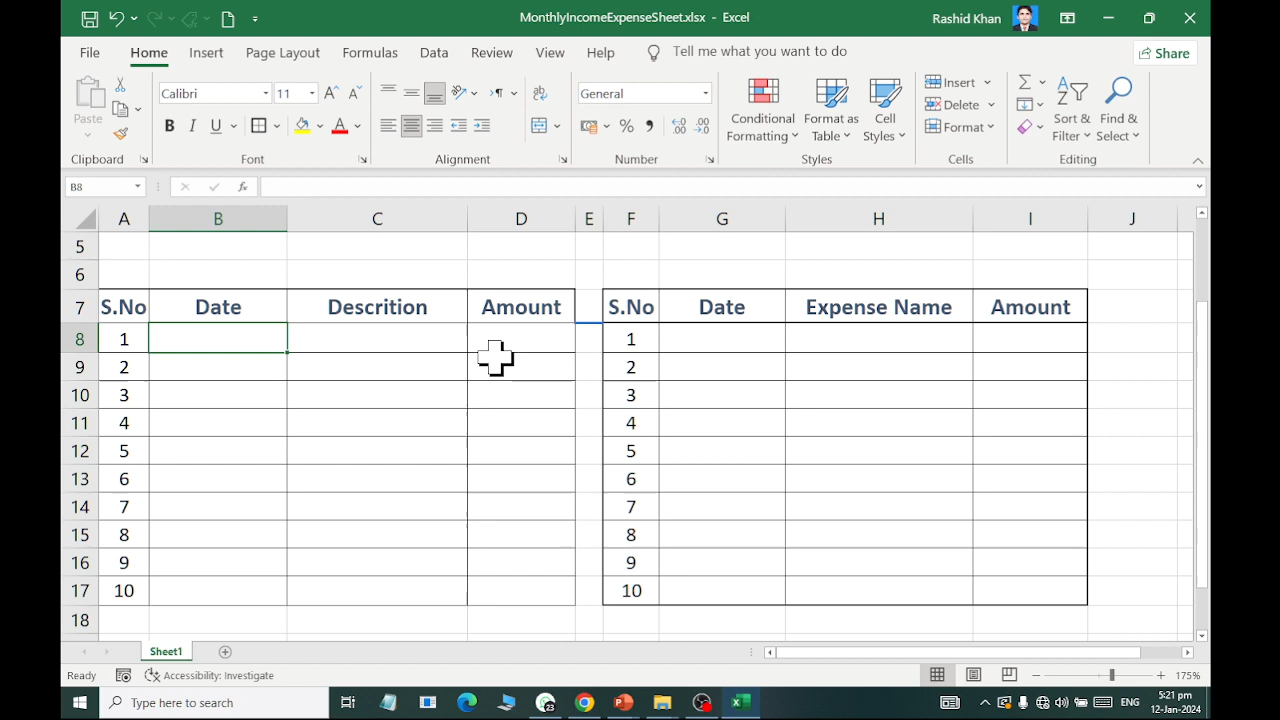 MonthlyIncomeExpenseSheet.xlsx - Excel
Rashid Khan
File Home Insert Page Layout Formulas Data Review View Help Tell me what you want to do Share
Paste
Calibri 11
B I U A
ab
General
% ,
Conditional Formatting
Format as Table
Cell Styles
Insert
Delete
Format
Sort & Filter
Find & Select
Clipboard Font Alignment Number Styles Cells Editing
B8 fx
A B C D E F G H I J
5
6
7 S.No Date Descrition Amount S.No Date Expense Name Amount
8 1 1
9 2 2
10 3 3
11 4 4
12 5 5
13 6 6
14 7 7
15 8 8
16 9 9
17 10 10
18
Sheet1
Ready Accessibility: Investigate 175%
Type here to search
ENG
5:21 pm
12-Jan-2024